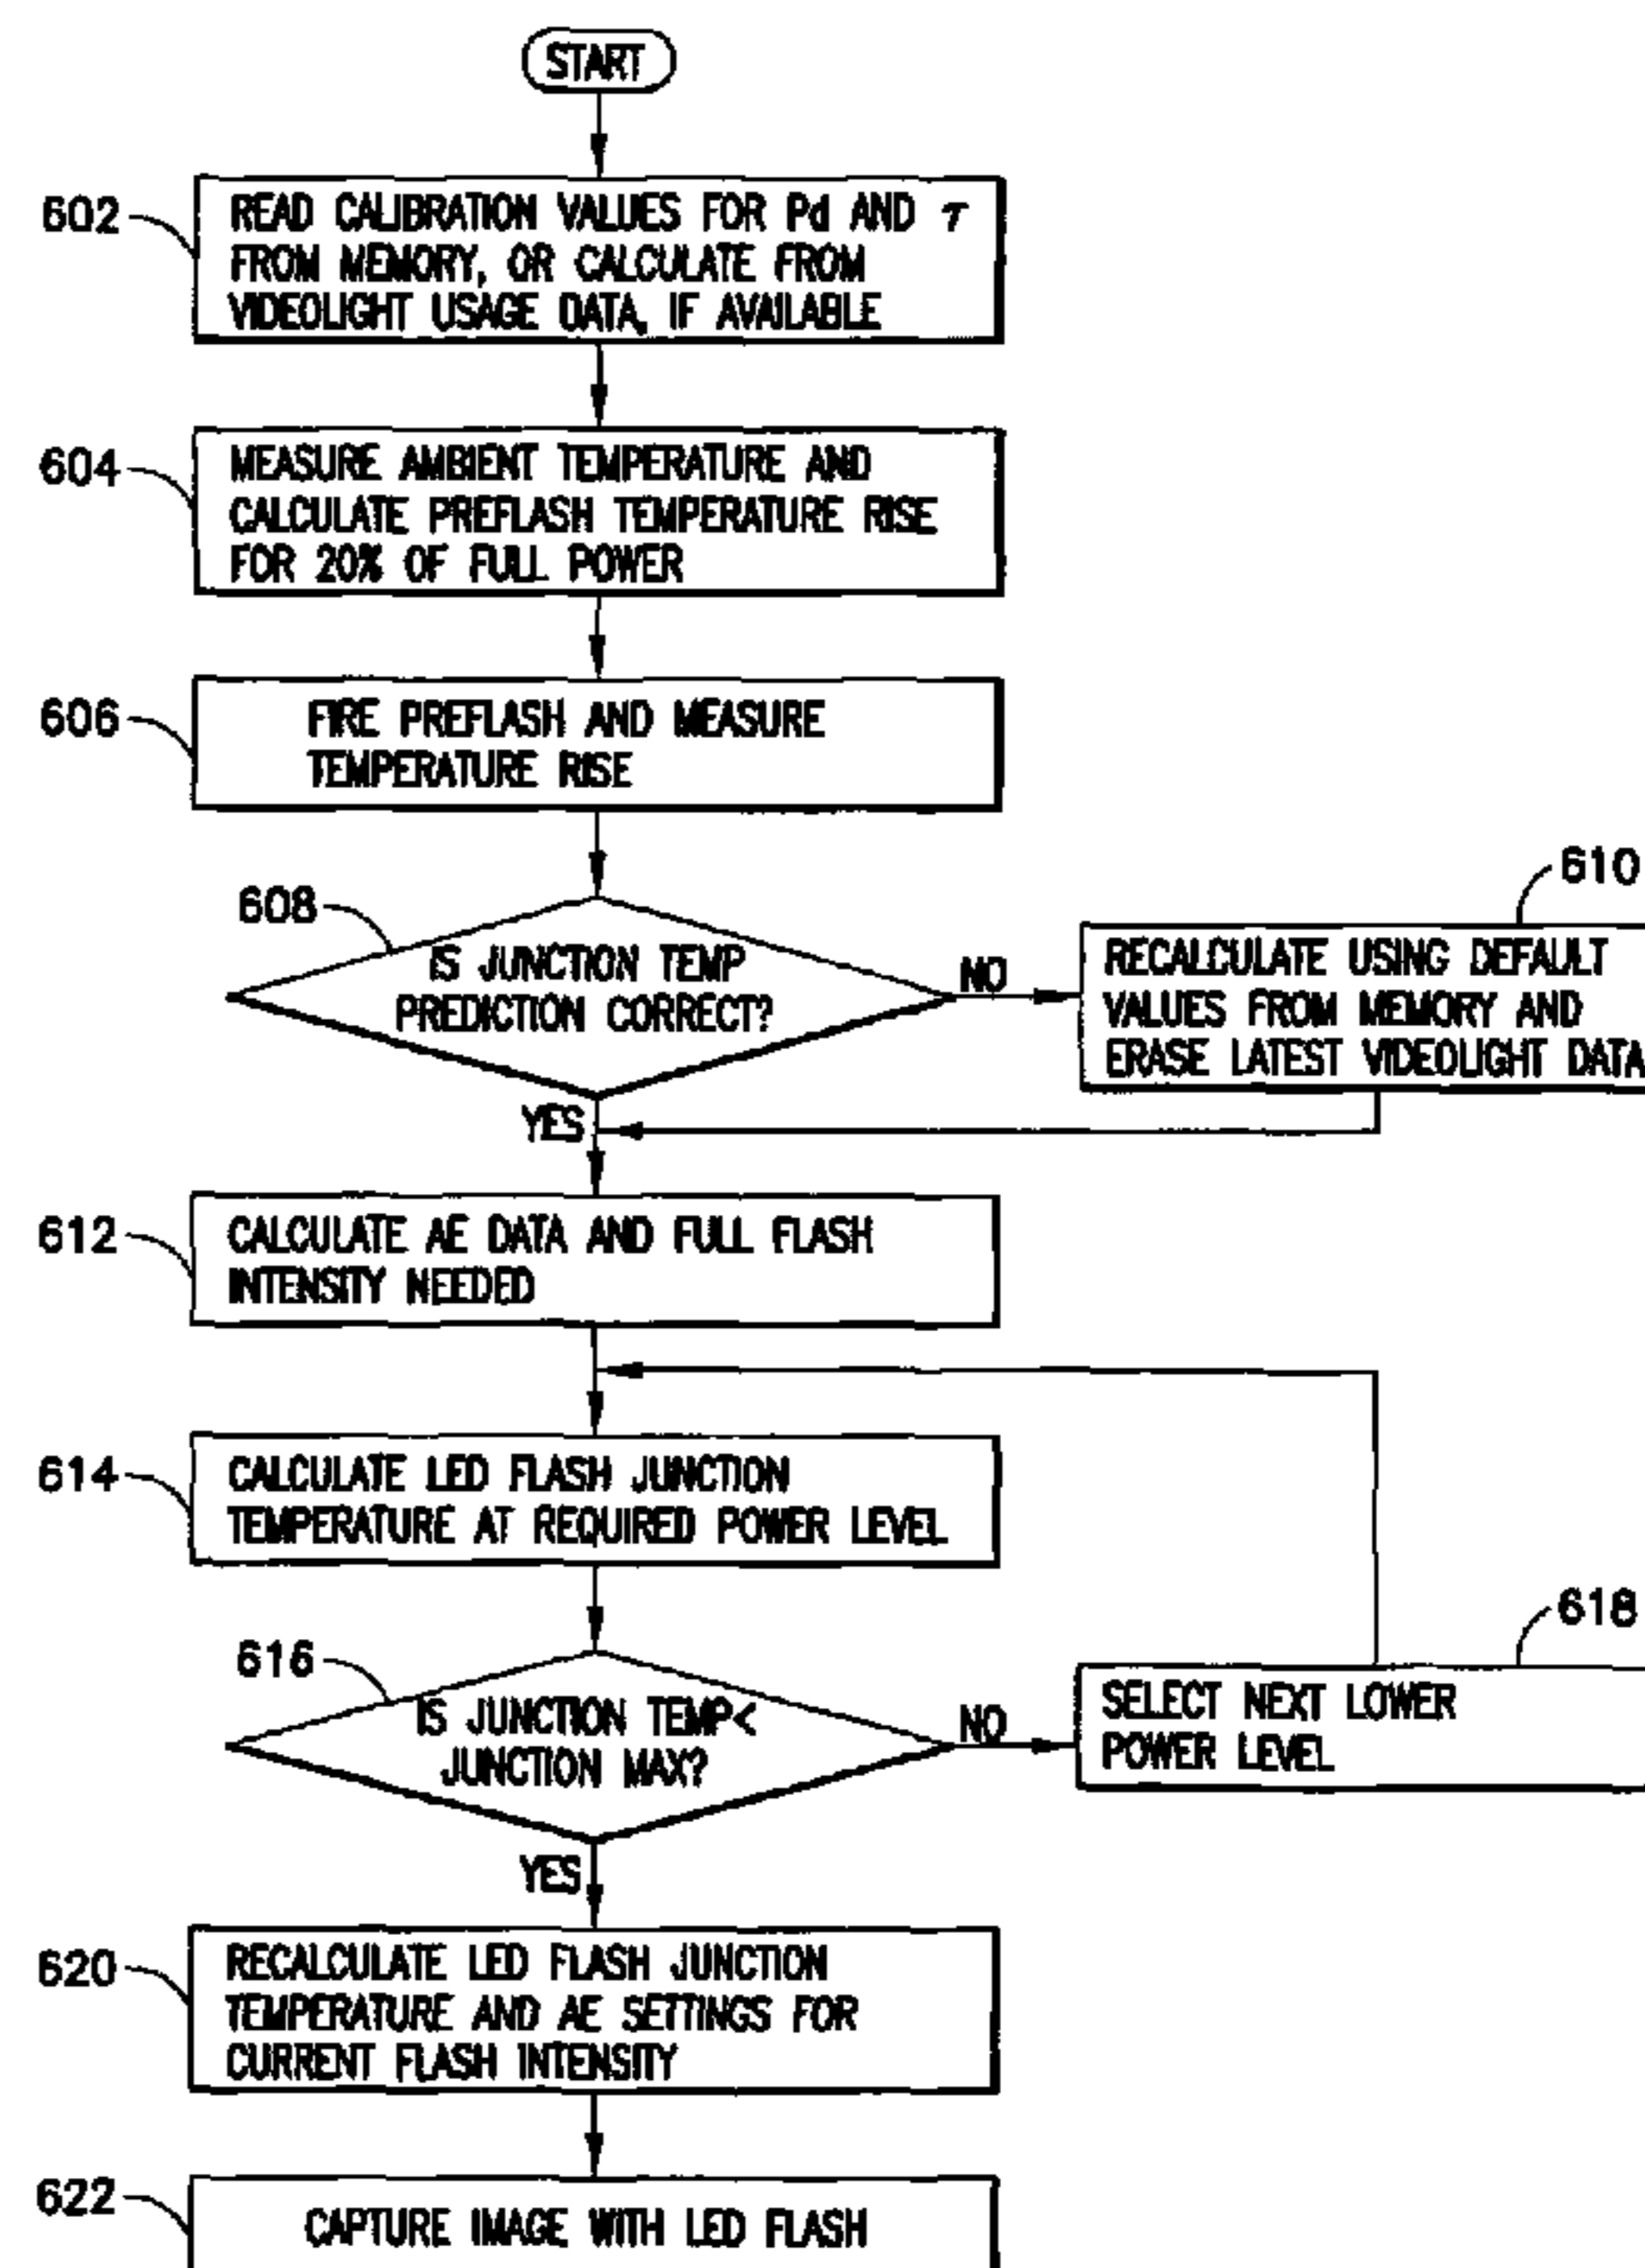 START
602
READ CALIBRATION VALUES FOR Pd AND τ
FROM MEMORY, OR CALCULATE FROM
VIDEOLIGHT USAGE DATA, IF AVAILABLE
604
MEASURE AMBIENT TEMPERATURE AND
CALCULATE PREFLASH TEMPERATURE RISE
FOR 20% OF FULL POWER
606
FIRE PREFLASH AND MEASURE
TEMPERATURE RISE
608
IS JUNCTION TEMP
PREDICTION CORRECT?
NO
610
RECALCULATE USING DEFAULT
VALUES FROM MEMORY AND
ERASE LATEST VIDEOLIGHT DATA
YES
612
CALCULATE AE DATA AND FULL FLASH
INTENSITY NEEDED
614
CALCULATE LED FLASH JUNCTION
TEMPERATURE AT REQUIRED POWER LEVEL
616
IS JUNCTION TEMP<
JUNCTION MAX?
NO
618
SELECT NEXT LOWER
POWER LEVEL
YES
620
RECALCULATE LED FLASH JUNCTION
TEMPERATURE AND AE SETTINGS FOR
CURRENT FLASH INTENSITY
622
CAPTURE IMAGE WITH LED FLASH